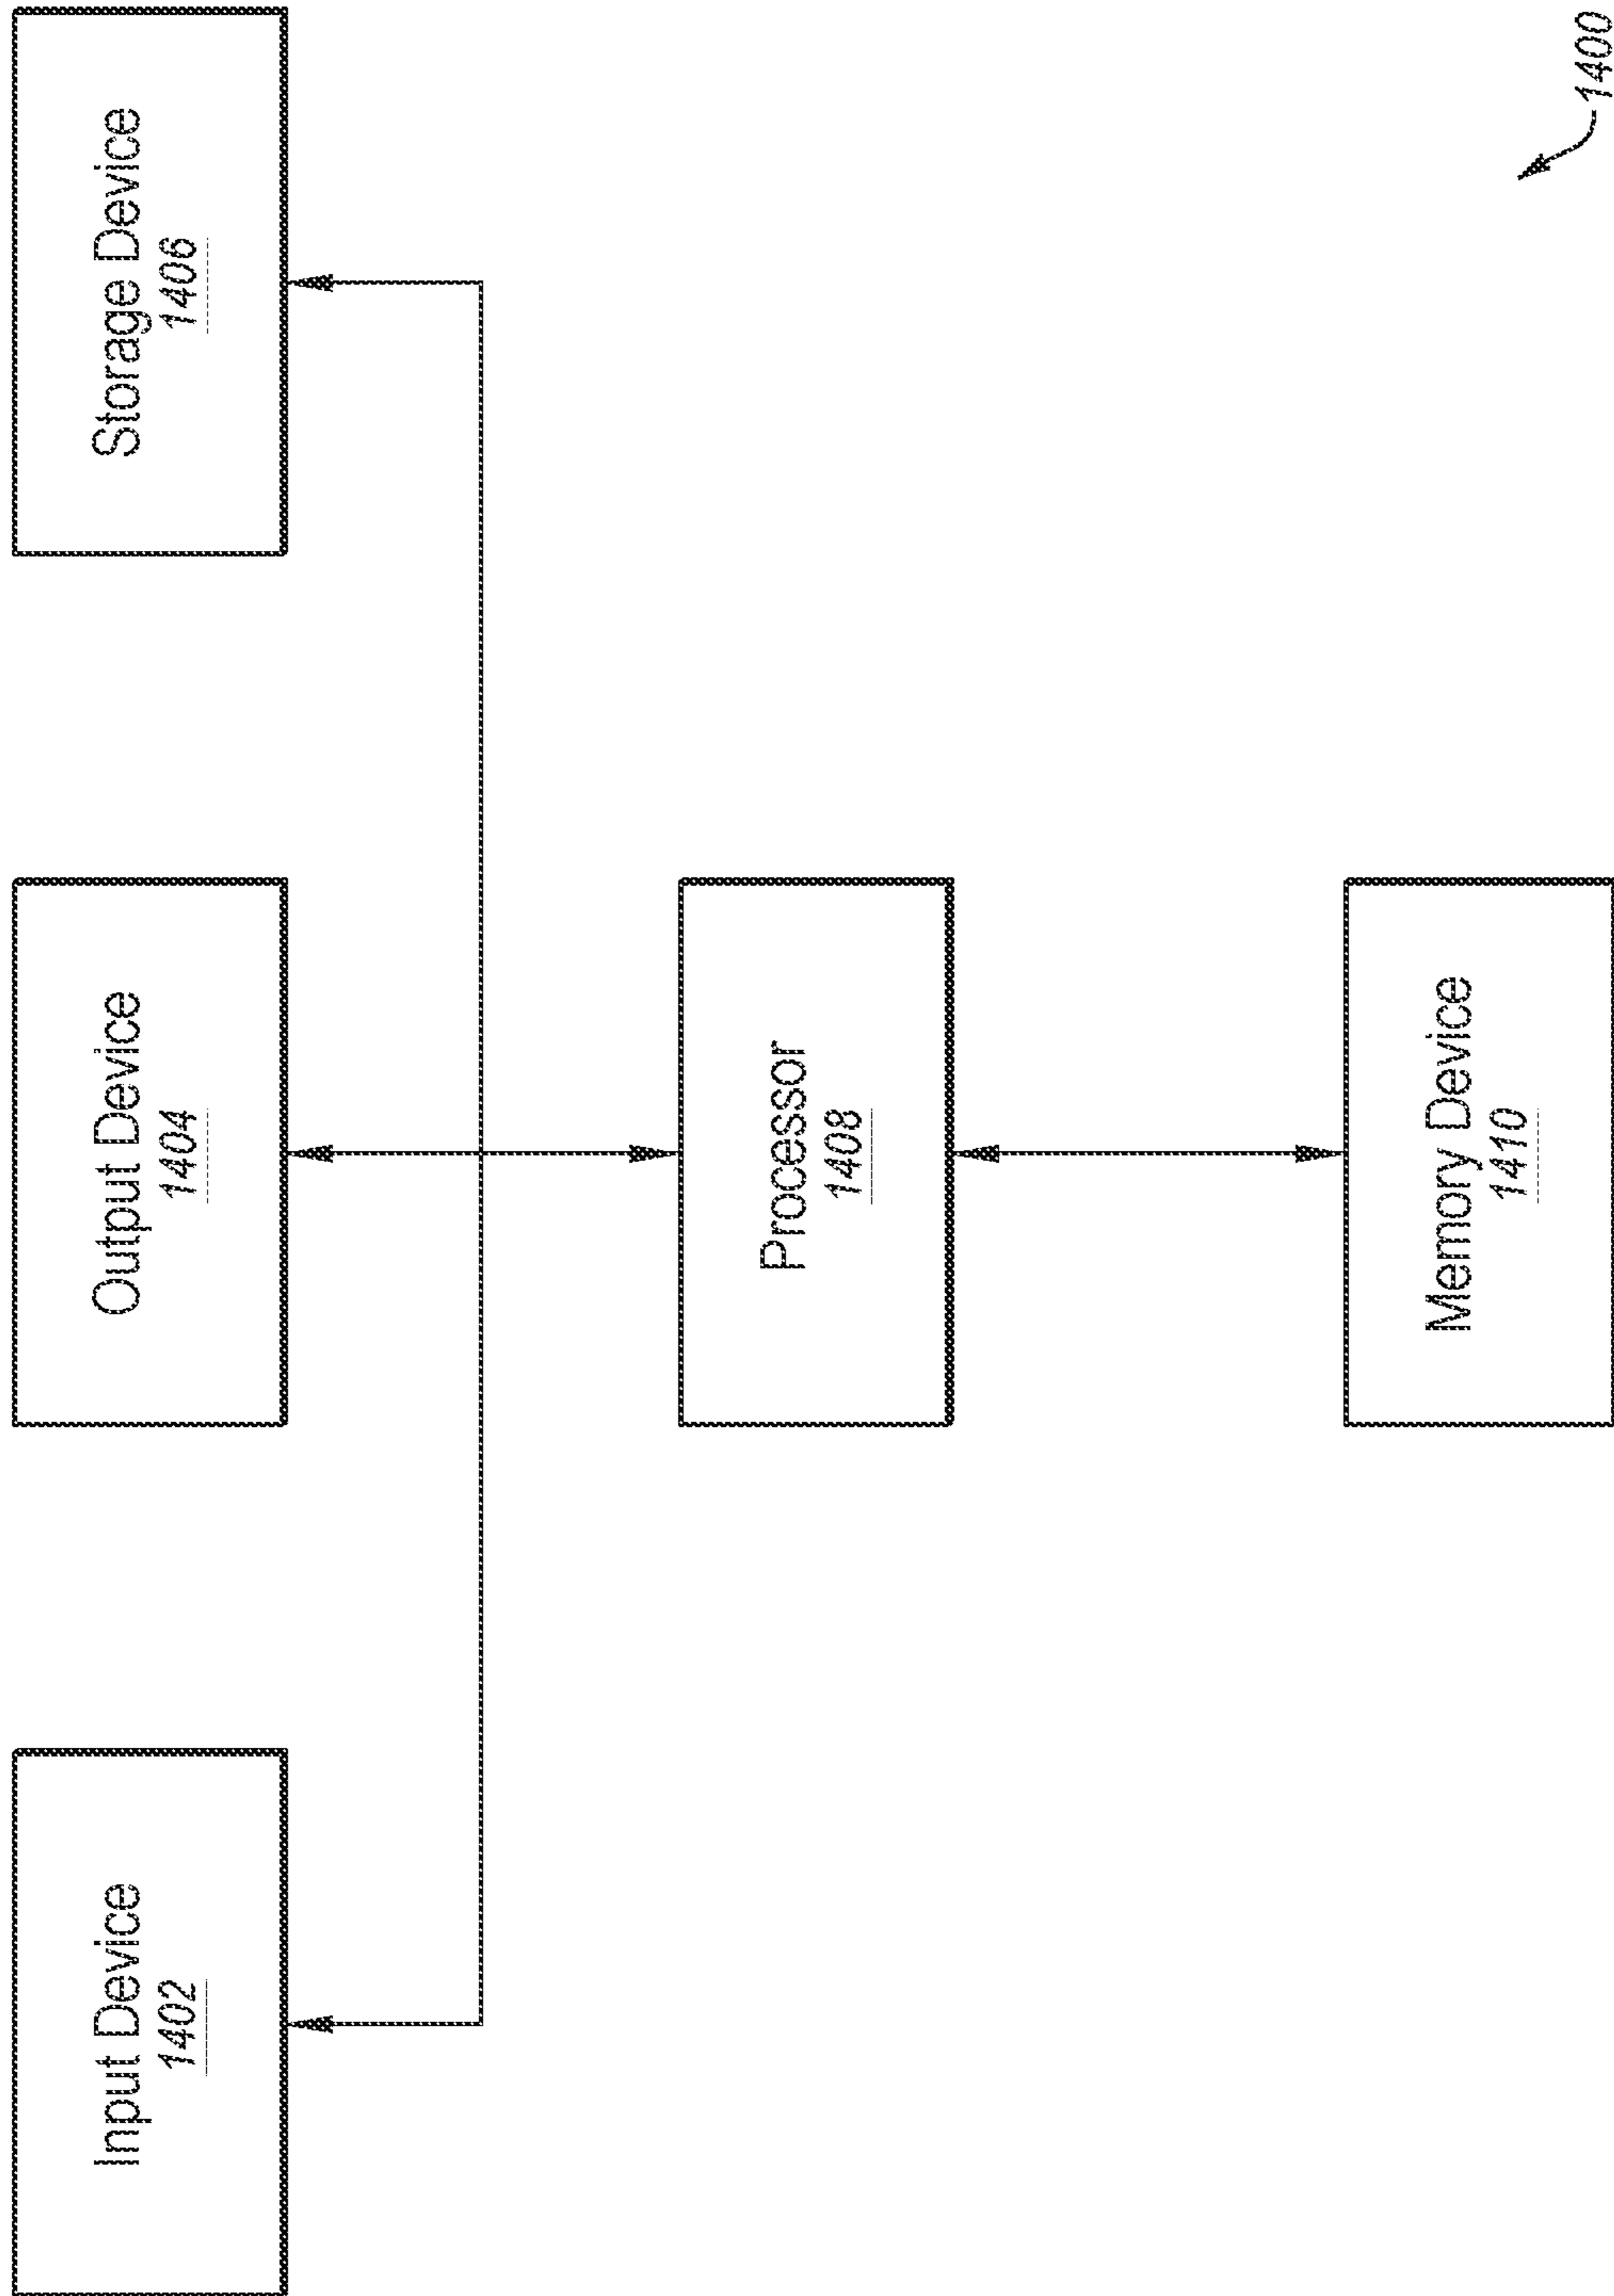 Input Device
1402
Output Device
1404
Storage Device
1406
Processor
1408
Memory Device
1410
1400